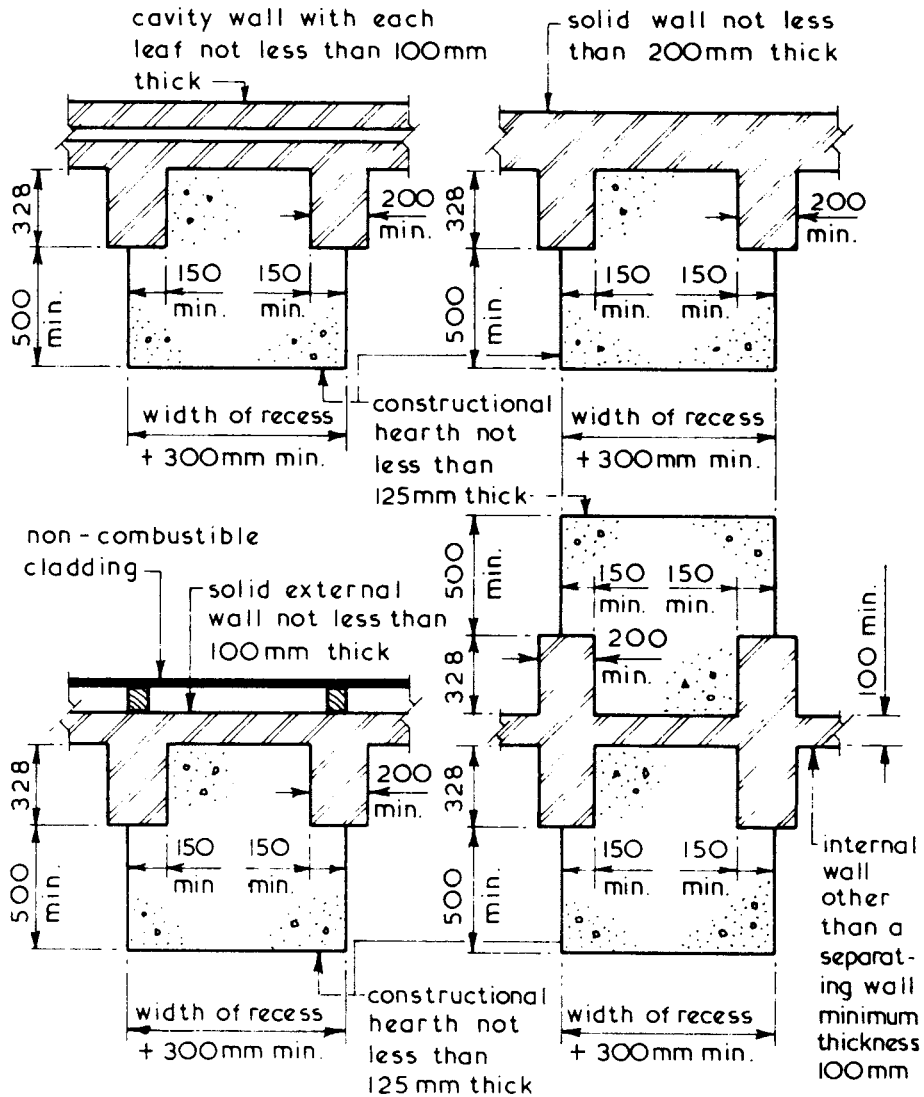 cavity wall with each
leaf not less than 100mm
thick
solid wall not less
than 200mm thick
328
200
min.
500
min.
150
min.
150
min.
328
200
min.
500
min.
150
min.
150
min.
width of recess
+ 300mm min.
constructional
hearth not
less than
125mm thick
width of recess
+ 300mm min.
non-combustible
cladding
solid external
wall not less than
100mm thick
328
200
min.
500
min.
150
min
150
min.
width of recess
+ 300mm min.
500
min.
150
min.
150
min.
328
200
min.
100 min.
328
500
min.
150
min.
150
min.
internal
wall
other
than a
separat-
ing wall
minimum
thickness
100mm
constructional
hearth not
less than
125mm thick
width of recess
+ 300mm min.